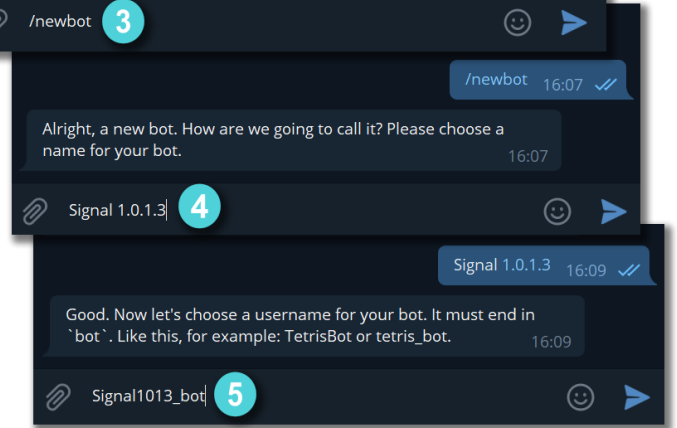 /newbot 3
/newbot 16:07
Alright, a new bot. How are we going to call it? Please choose a
name for your bot. 16:07
Signal 1.0.1.3 4
Signal 1.0.1.3 16:09
Good. Now let's choose a username for your bot. It must end in
`bot`. Like this, for example: TetrisBot or tetris_bot. 16:09
Signal1013_bot 5